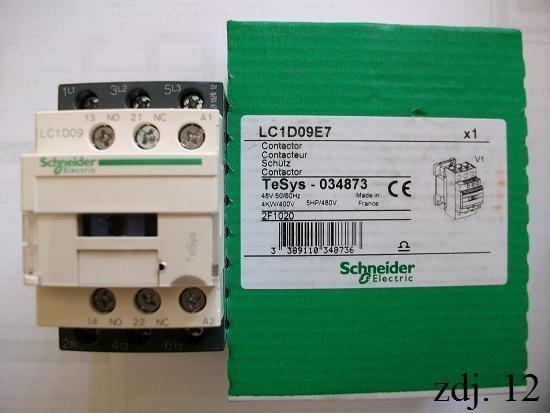 1L1 3L2 5L3
13 NO 21 NC A1
LC1D09
Schneider
Electric
TeSys
14 NO 22 NC A2
2T1 4T2 6T3
LC1D09E7 x1
Contactor
Contacteur
Schütz
Contactor
TeSys - 034873
CE
V1
48V 50/60Hz
4KW/400V 5HP/480V
Made in
France
2F1020
3 389110 348736
Schneider
Electric
zdj. 12